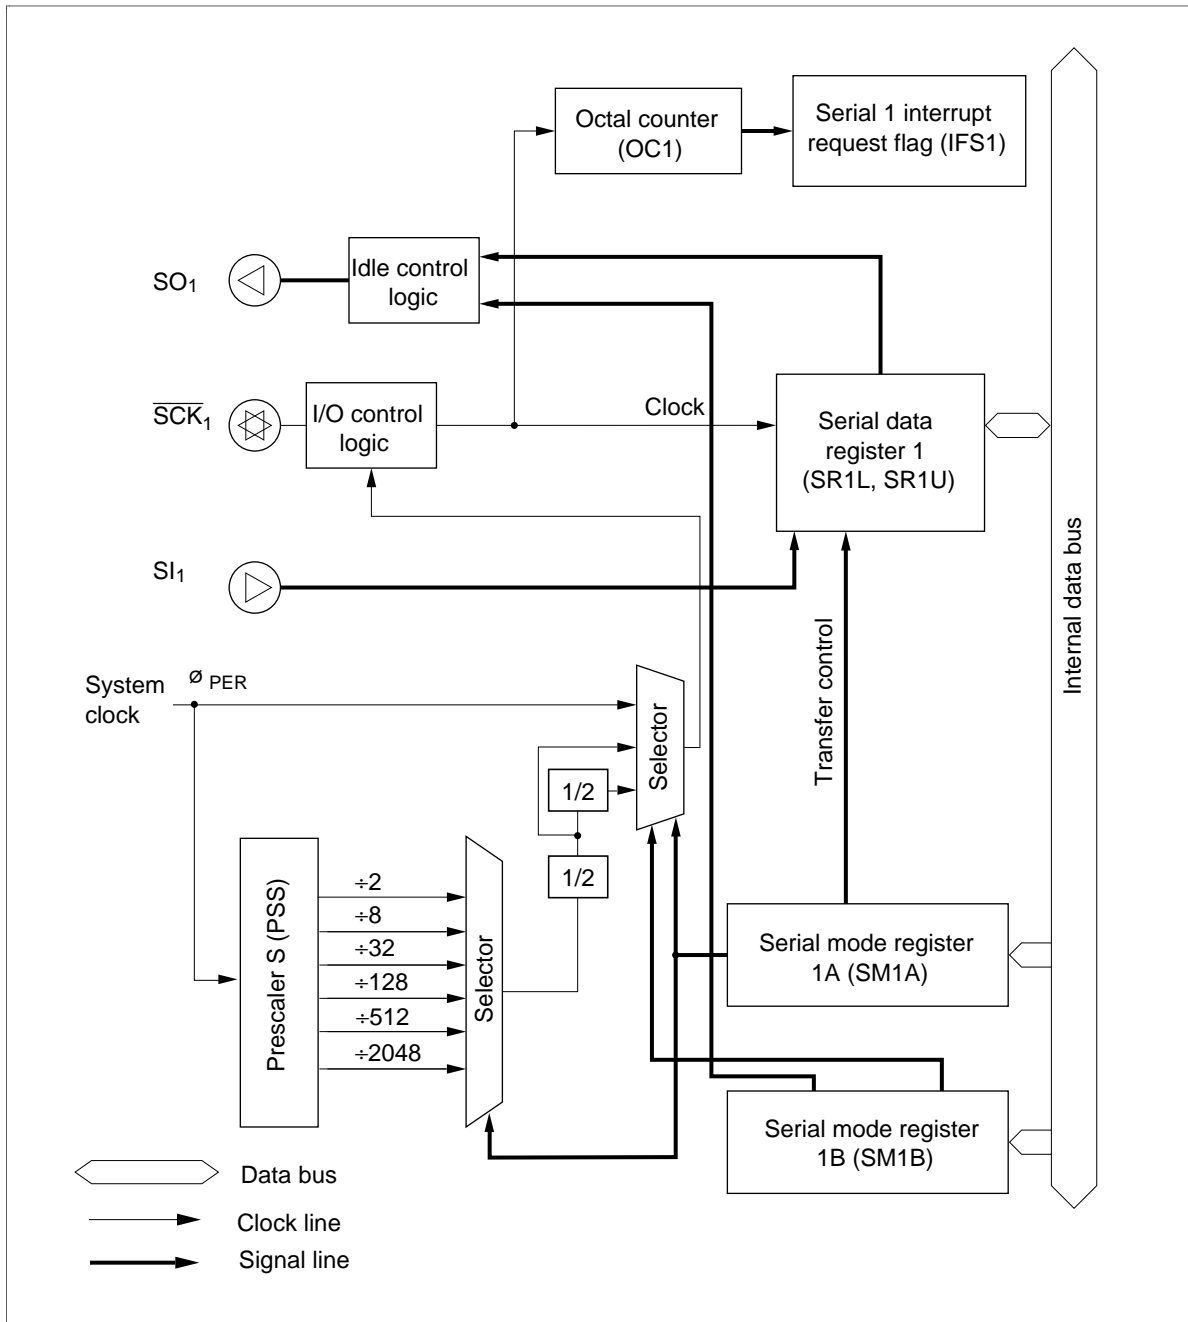 Octal counter
(OC1)
Serial 1 interrupt
request flag (IFS1)
SO1
Idle control
logic
SCK1
I/O control
logic
Clock
Serial data
register 1
(SR1L, SR1U)
SI1
Internal data bus
Transfer control
System
clock
ø PER
Selector
1/2
1/2
Prescaler S (PSS)
÷2
÷8
÷32
÷128
÷512
÷2048
Selector
Serial mode register
1A (SM1A)
Serial mode register
1B (SM1B)
Data bus
Clock line
Signal line